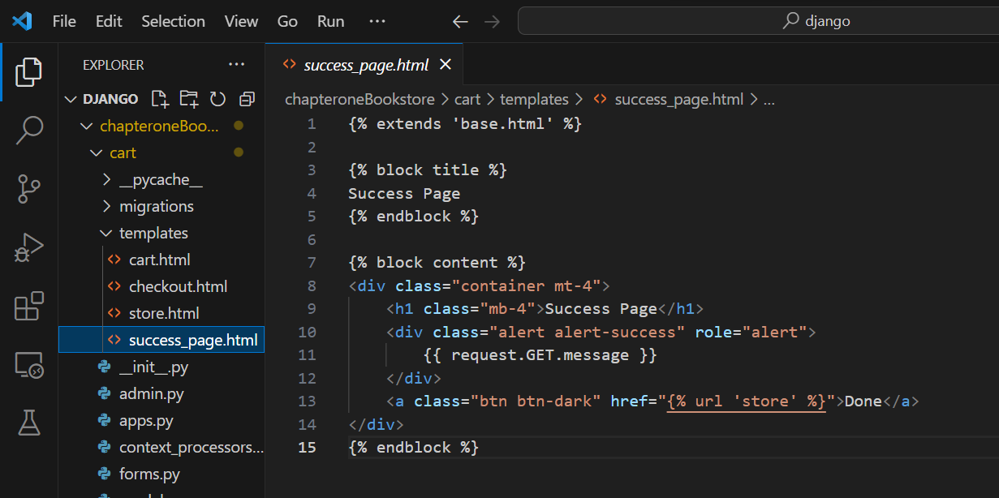 File Edit Selection View Go Run ··· django
EXPLORER ···
DJANGO
chapteroneBoo...
cart
__pycache__
migrations
templates
cart.html
checkout.html
store.html
success_page.html
__init__.py
admin.py
apps.py
context_processors...
forms.py
success_page.html
chapteroneBookstore > cart > templates > success_page.html > ...
1 {% extends 'base.html' %}
2
3 {% block title %}
4 Success Page
5 {% endblock %}
6
7 {% block content %}
8 <div class="container mt-4">
9     <h1 class="mb-4">Success Page</h1>
10     <div class="alert alert-success" role="alert">
11         {{ request.GET.message }}
12     </div>
13     <a class="btn btn-dark" href="{% url 'store' %}">Done</a>
14 </div>
15 {% endblock %}